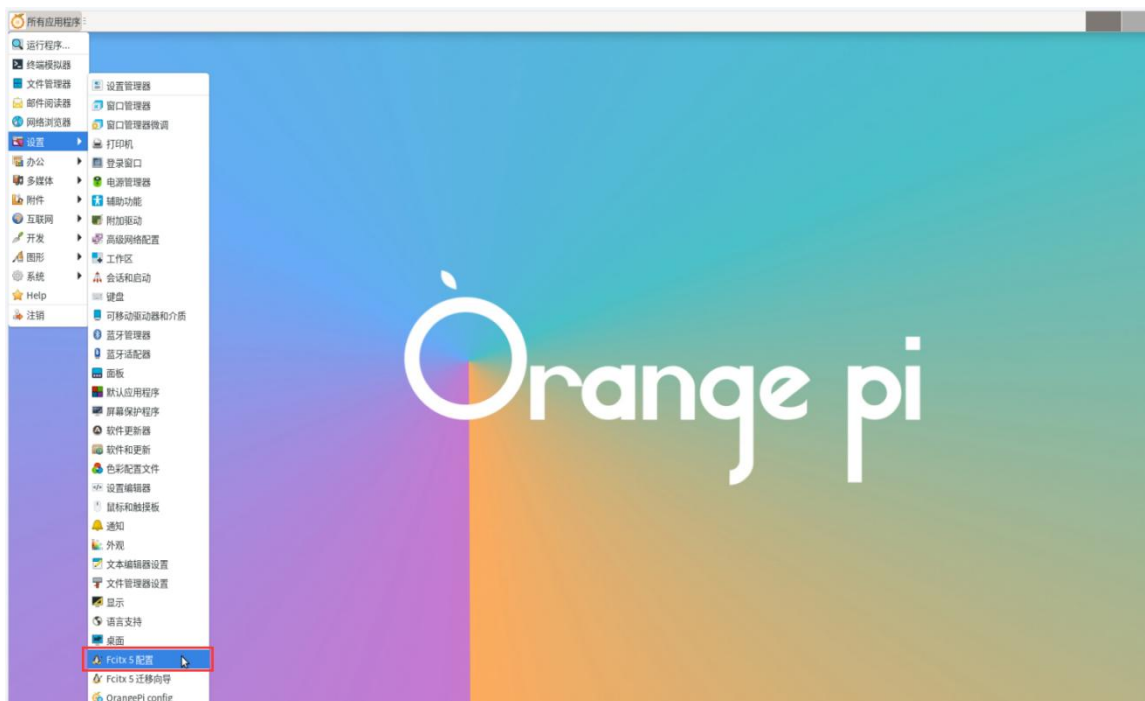 所有应用程序
运行程序...
终端模拟器
文件管理器
邮件阅读器
网络浏览器
设置
办公
多媒体
附件
互联网
开发
图形
系统
Help
注销
设置管理器
窗口管理器
窗口管理器微调
打印机
登录窗口
电源管理器
辅助功能
附加驱动
高级网络配置
工作区
会话和启动
键盘
可移动驱动器和介质
蓝牙管理器
蓝牙适配器
面板
默认应用程序
屏幕保护程序
软件更新器
软件和更新
色彩配置文件
设置编辑器
鼠标和触摸板
通知
外观
文本编辑器设置
文件管理器设置
显示
语言支持
桌面
Fcitx 5 配置
Fcitx 5 迁移向导
OrangePi config
Orange pi